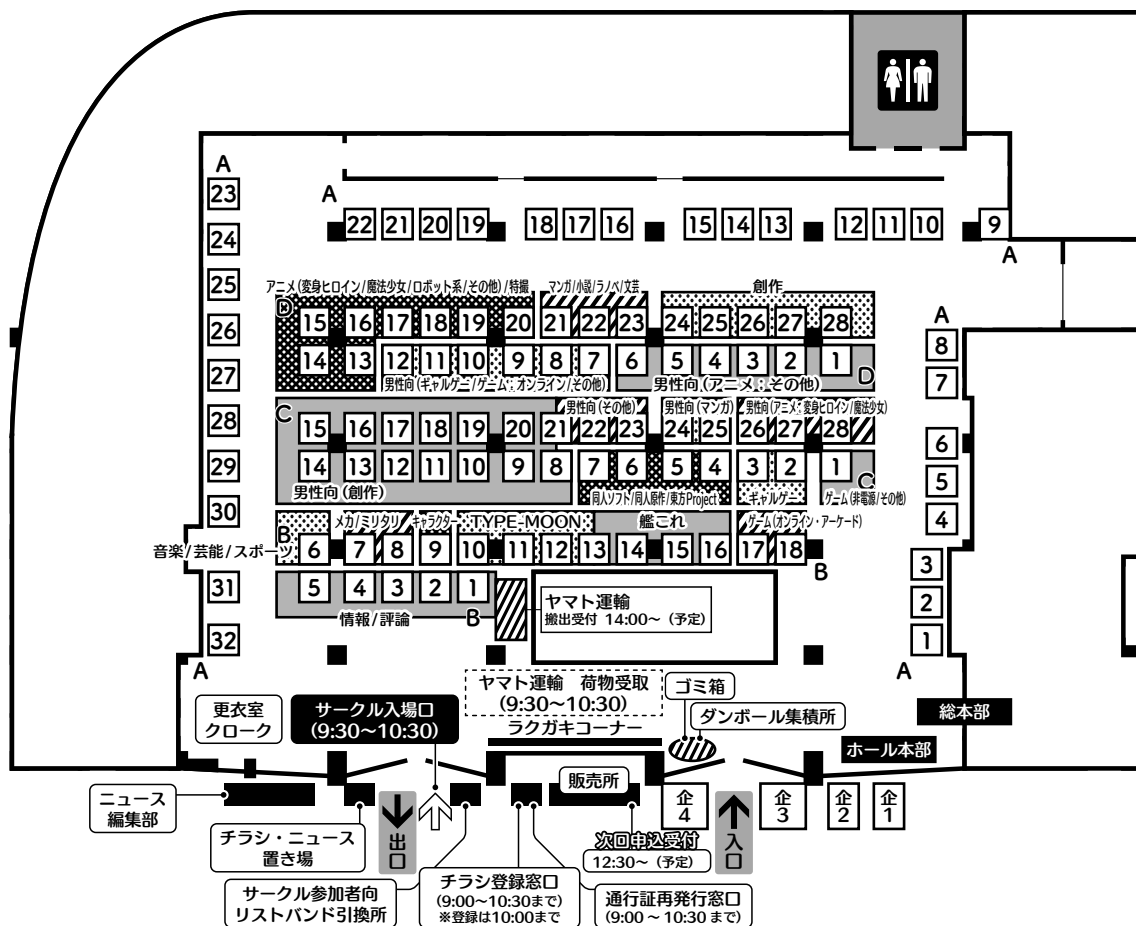 A
23
24
25
26
27
28
29
30
31
32
A
A
22 21 20 19 18 17 16 15 14 13 12 11 10 9
A
アニメ（変身ヒロイン/魔法少女/ロボット系/その他）/特撮
マンガ/小説/ラノベ/文芸
創作
D
15 16 17 18 19 20 21 22 23 24 25 26 27 28
14 13 12 11 10 9 8 7 6 5 4 3 2 1
男性向（ギャルゲー/ゲーム：オンライン/その他）
男性向（アニメ：その他）
D
C
男性向（その他）
男性向（マンガ）
男性向（アニメ：変身ヒロイン/魔法少女）
15 16 17 18 19 20 21 22 23 24 25 26 27 28
14 13 12 11 10 9 8 7 6 5 4 3 2 1
C
男性向（創作）
同人ソフト/同人原作/東方Project
ギャルゲー
ゲーム（非電源/その他）
B
メカ/ミリタリ
キャラクター
TYPE-MOON
艦これ
ゲーム（オンライン・アーケード）
音楽/芸能/スポーツ
6 7 8 9 10 11 12 13 14 15 16 17 18
B
5 4 3 2 1
情報/評論
B
A
8
7
6
5
4
3
2
1
A
ヤマト運輸
搬出受付 14:00〜（予定）
ヤマト運輸 荷物受取
（9:30〜10:30）
ラクガキコーナー
ゴミ箱
ダンボール集積所
総本部
ホール本部
更衣室
クローク
サークル入場口
（9:30〜10:30）
販売所
ニュース
編集部
チラシ・ニュース
置き場
出口
企4
入口
企3
企2
企1
次回申込受付
12:30〜（予定）
サークル参加者向
リストバンド引換所
チラシ登録窓口
（9:00〜10:30まで）
※登録は10:00まで
通行証再発行窓口
（9:00 〜 10:30 まで）